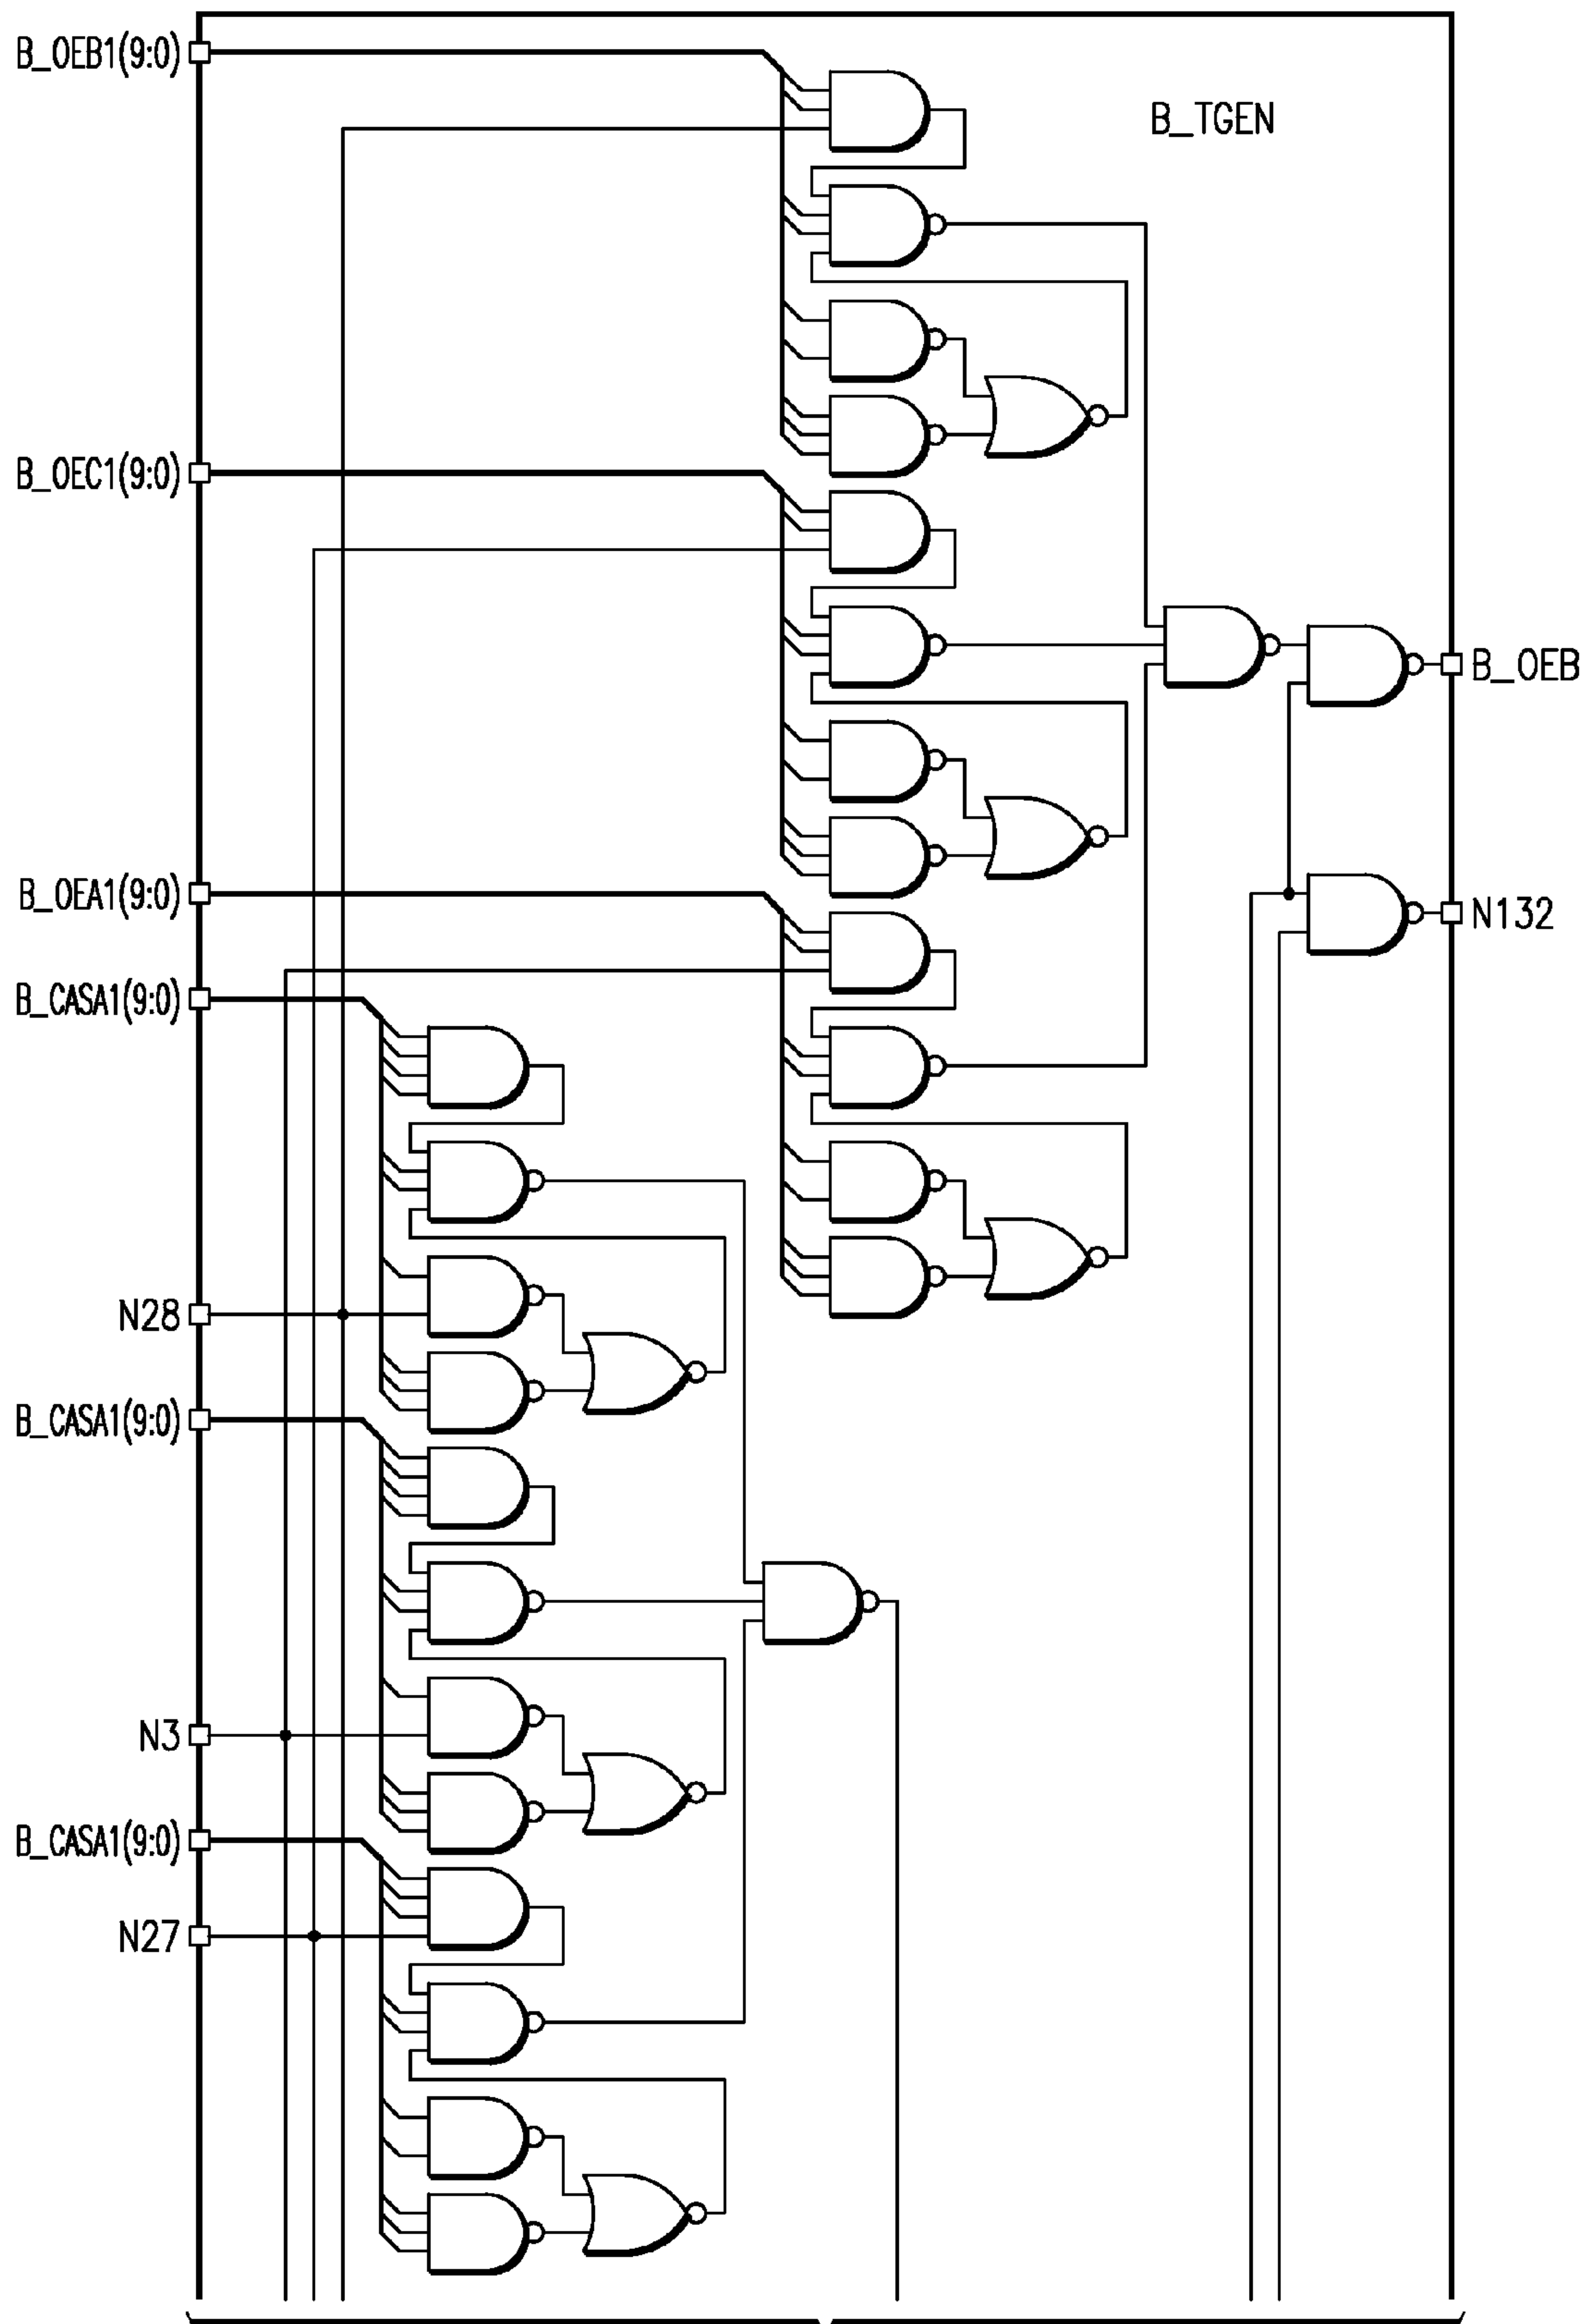 B_OEB1(9:0)
B_TGEN
B_OEC1(9:0)
B_OEB
B_OEA1(9:0)
N132
B_CASA1(9:0)
N28
B_CASA1(9:0)
N3
B_CASA1(9:0)
N27